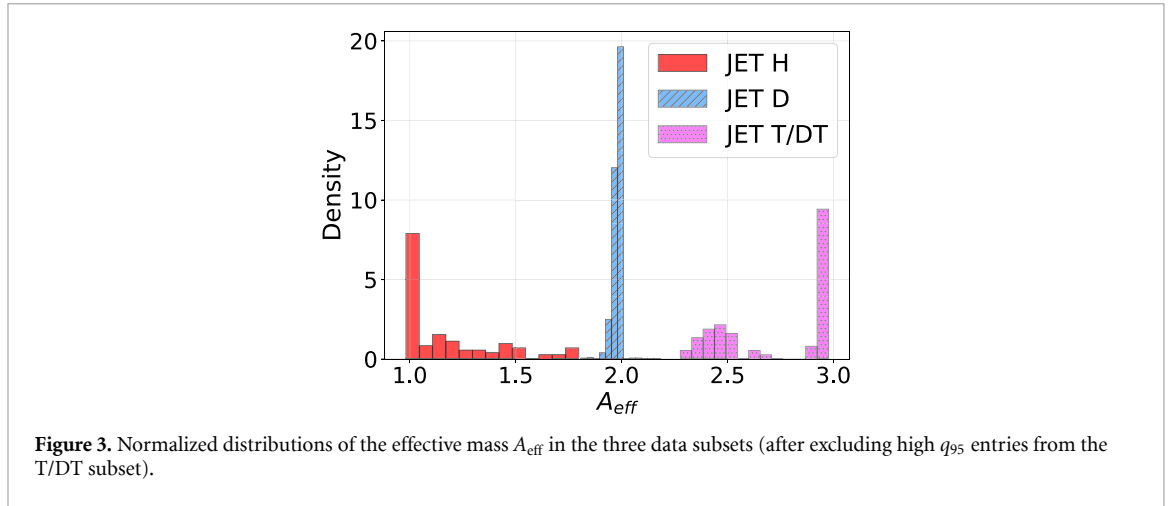 20
15
10
5
0
Density
JET H
JET D
JET T/DT
1.0 1.5 2.0 2.5 3.0
A_eff
Figure 3. Normalized distributions of the effective mass A_eff in the three data subsets (after excluding high q_95 entries from the
T/DT subset).